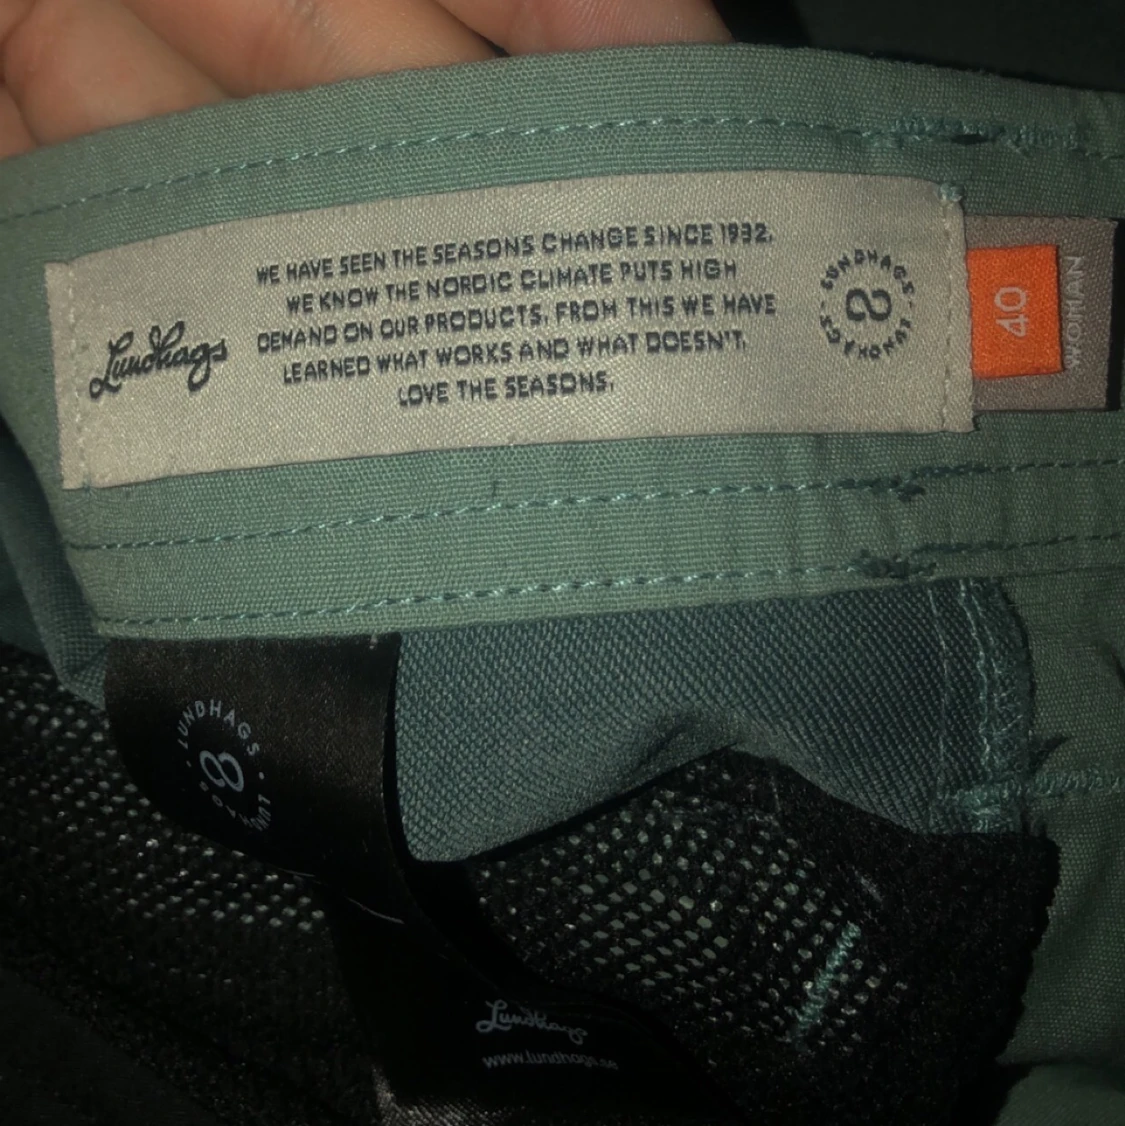 Lundhags
WE HAVE SEEN THE SEASONS CHANGE SINCE 1932.
WE KNOW THE NORDIC CLIMATE PUTS HIGH
DEMAND ON OUR PRODUCTS. FROM THIS WE HAVE
LEARNED WHAT WORKS AND WHAT DOESN'T.
LOVE THE SEASONS.
LUNDHAGS
40
WOMAN
LUNDHAGS
Lundhags
www.lundhags.se